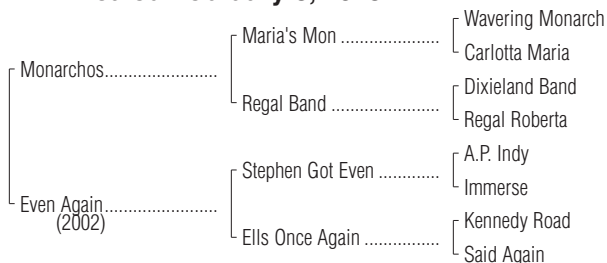 Wavering Monarch
Maria's Mon
Carlotta Maria
Monarchos
Dixieland Band
Regal Band
Regal Roberta
A.P. Indy
Stephen Got Even
Immerse
Even Again
(2002)
Kennedy Road
Ells Once Again
Said Again